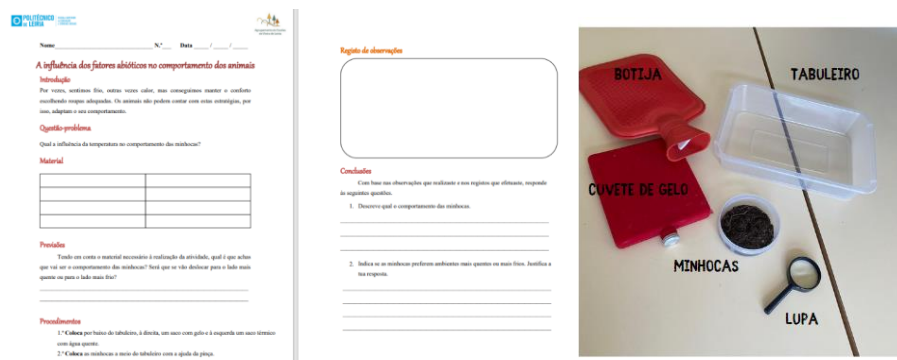 POLITÉCNICO
DE LEIRIA
Nome N.º Data / /
A influência dos fatores abióticos no comportamento dos animais
Introdução
Por vezes, sentimos frio, outras vezes calor, mas conseguimos manter o conforto
escolhendo roupas adequadas. Os animais não podem contar com estas estratégias, por
isso, adaptam o seu comportamento.
Questão-problema
Qual a influência da temperatura no comportamento das minhocas?
Material
Previsões
Tendo em conta o material necessário à realização da atividade, qual é que achas
que vai ser o comportamento das minhocas? Será que se vão deslocar para o lado mais
quente ou para o lado mais frio?
Procedimentos
1.º Coloca por baixo do tabuleiro, à direita, um saco com gelo e à esquerda um saco térmico
com água quente.
2.º Coloca as minhocas a meio do tabuleiro com a ajuda da pinça.
Registo de observações
Conclusões
Com base nas observações que realizaste e nos registos que efetuaste, responde
às seguintes questões.
1. Descreve qual o comportamento das minhocas.
2. Indica se as minhocas preferem ambientes mais quentes ou mais frios. Justifica a
tua resposta.
BOTIJA
TABULEIRO
CUVETE DE GELO
MINHOCAS
LUPA